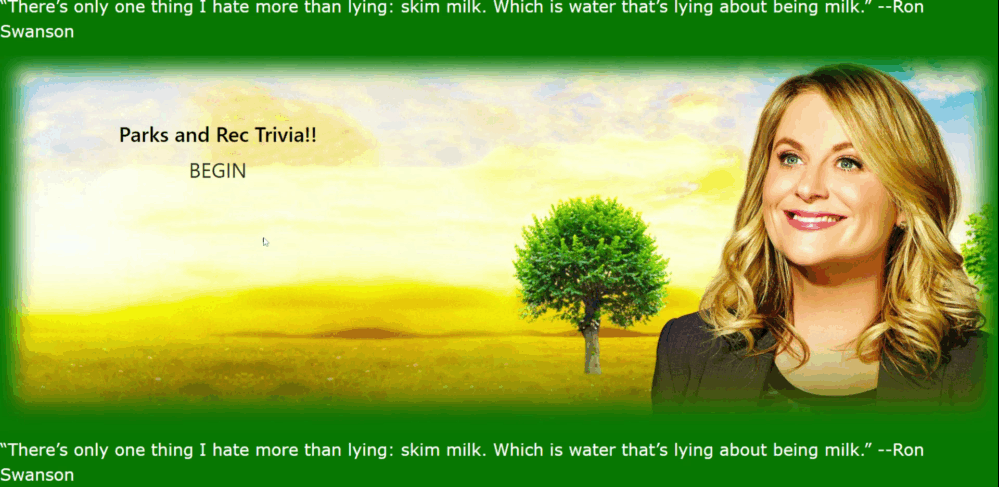 “There’s only one thing I hate more than lying: skim milk. Which is water that’s lying about being milk.” --Ron
Swanson
Parks and Rec Trivia!!
BEGIN
“There’s only one thing I hate more than lying: skim milk. Which is water that’s lying about being milk.” --Ron
Swanson